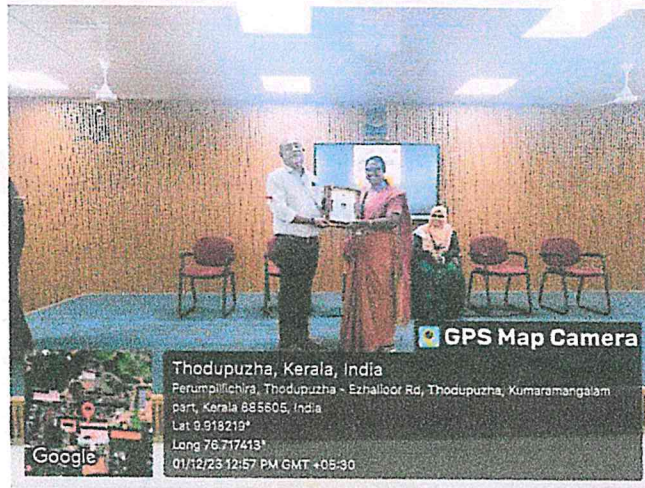 GPS Map Camera
Thodupuzha, Kerala, India
Perumpillichira, Thodupuzha - Ezhalloor Rd, Thodupuzha, Kumaramangalam
part, Kerala 685605, India
Lat 9.918219°
Long 76.717413°
01/12/23 12:57 PM GMT +05:30
Google